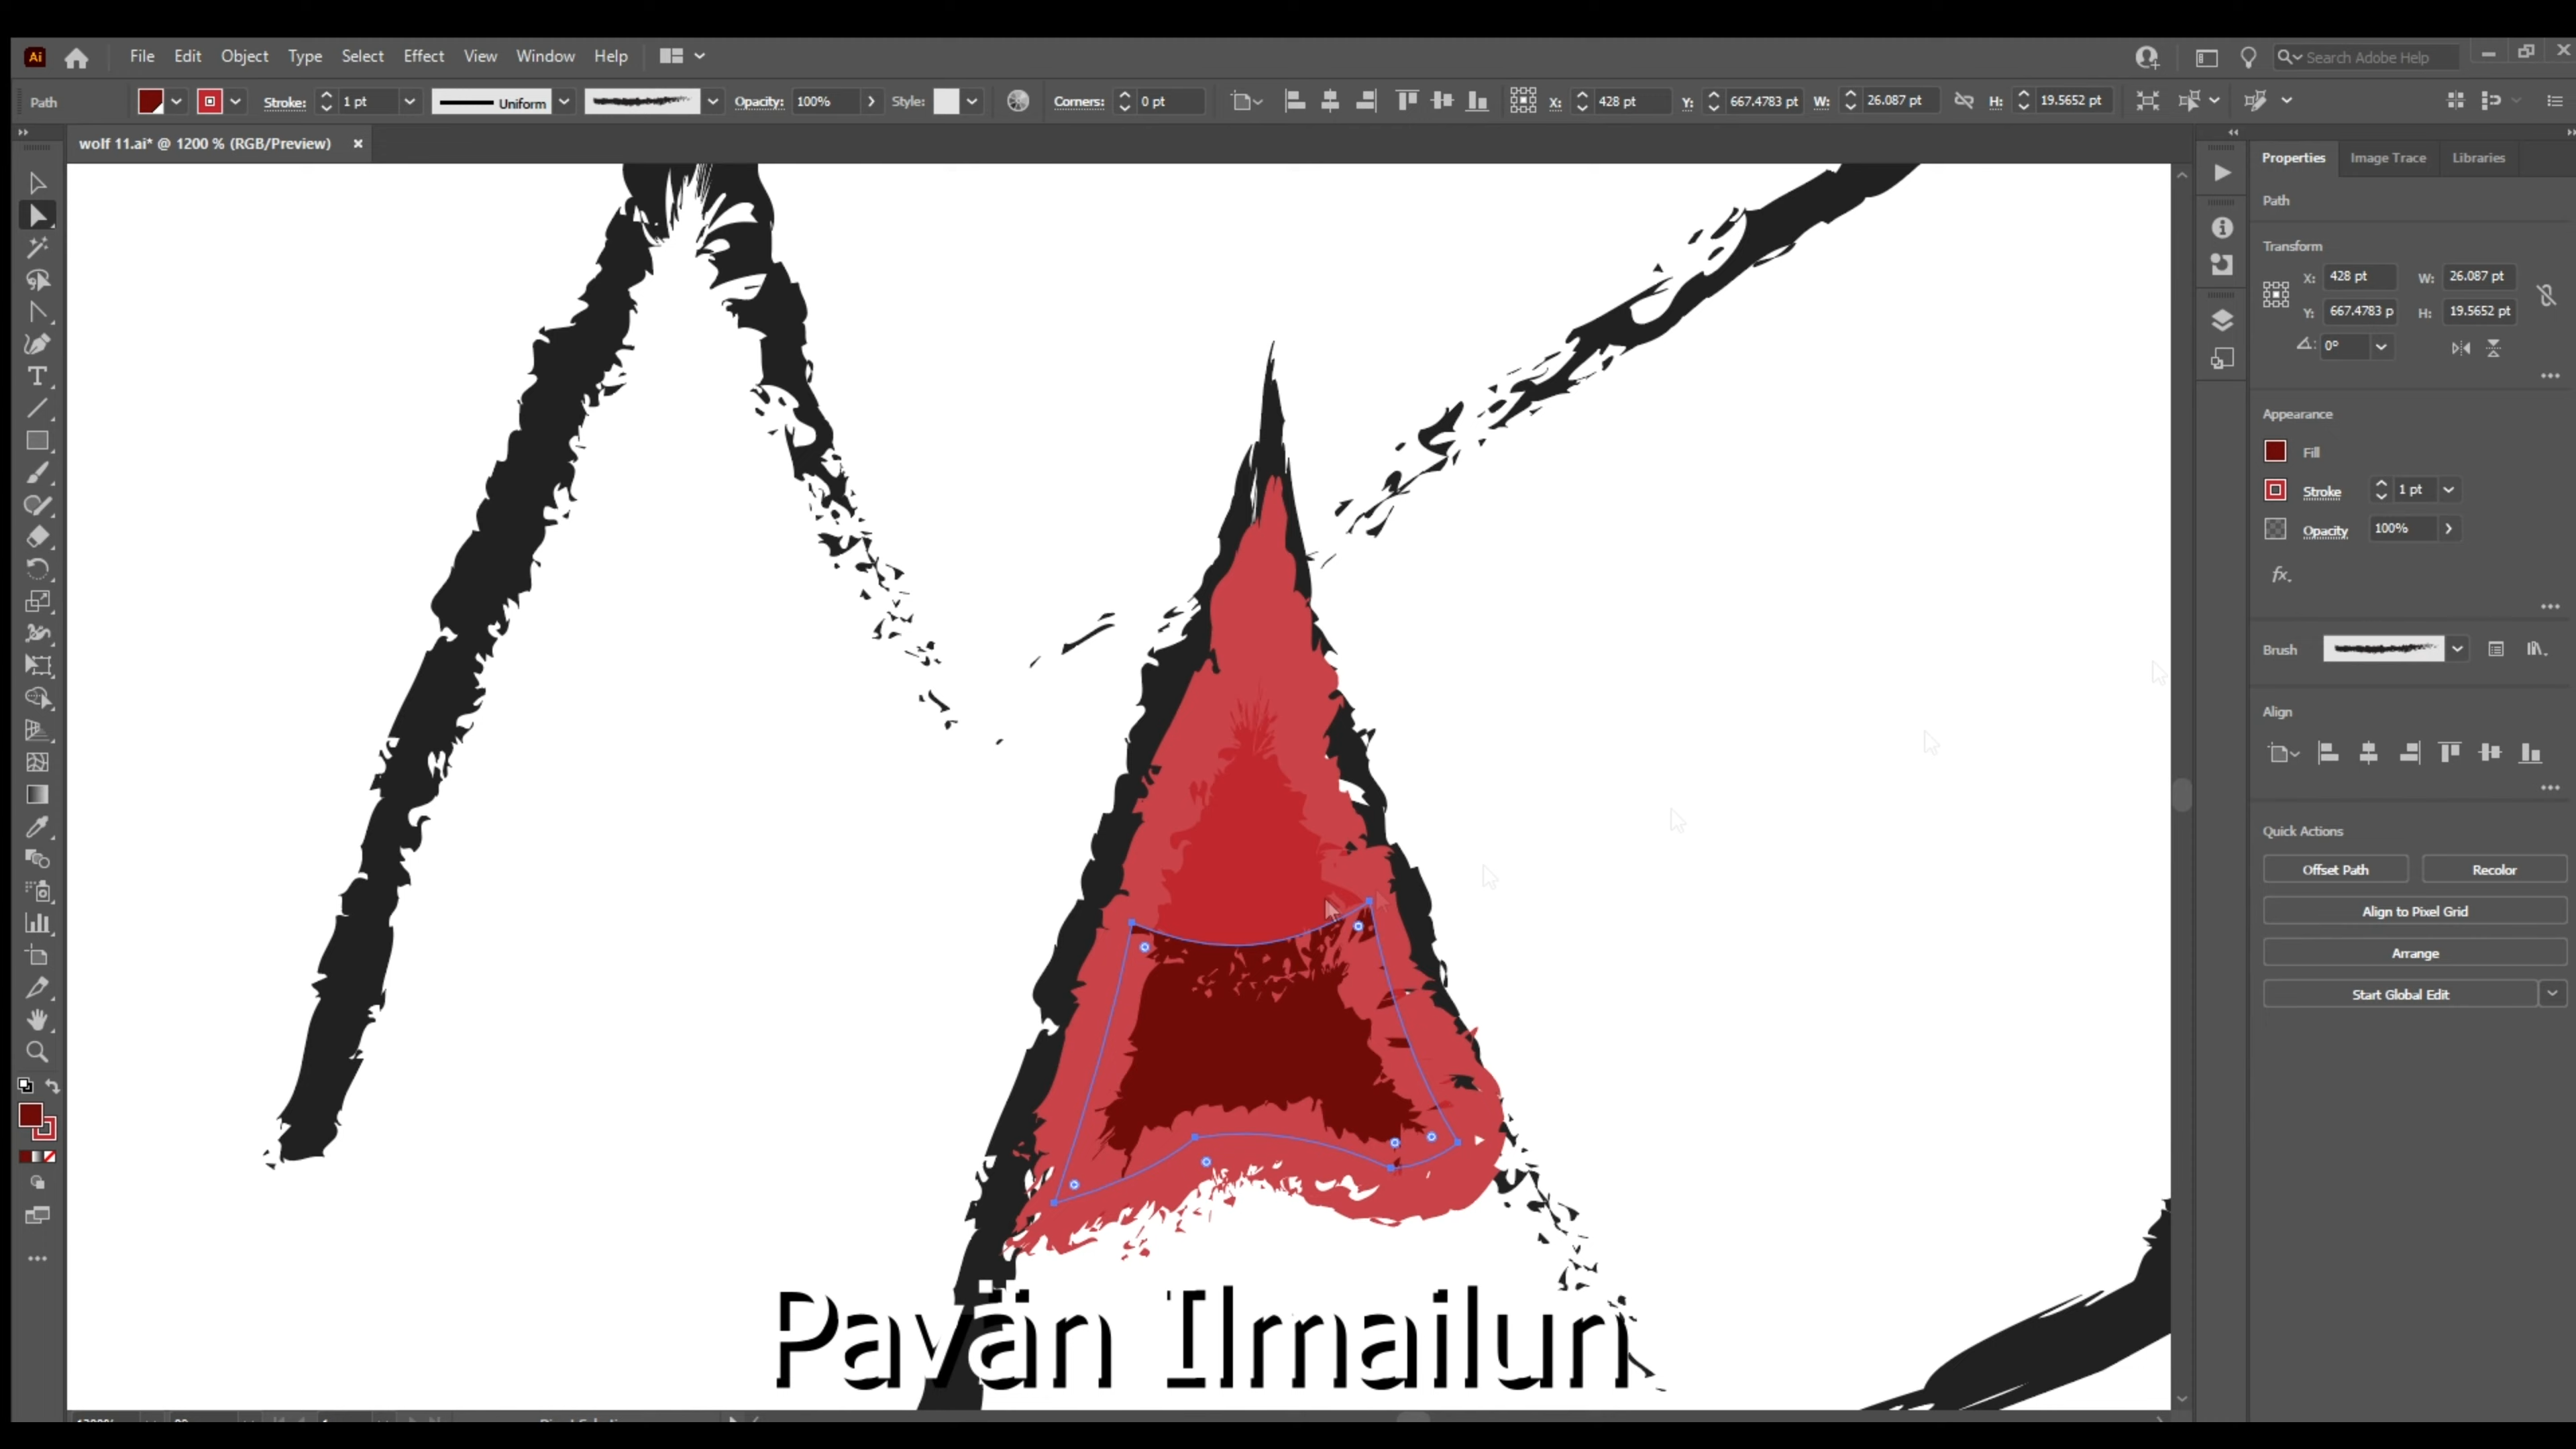 Ai File Edit Object Type Select Effect View Window Help Search Adobe Help
Path Stroke: 1 pt Uniform Opacity: 100% Style: Corners: 0 pt X: 428 pt Y: 667.4783 pt W: 26.087 pt H: 19.5652 pt
wolf 11.ai* @ 1200 % (RGB/Preview)
Properties Image Trace Libraries
Path
Transform
X: 428 pt W: 26.087 pt
Y: 667.4783 p H: 19.5652 pt
0°
Appearance
Fill
Stroke 1 pt
Opacity 100%
fx.
Brush
Align
Quick Actions
Offset Path Recolor
Align to Pixel Grid
Arrange
Start Global Edit
Pavän Ilmailun